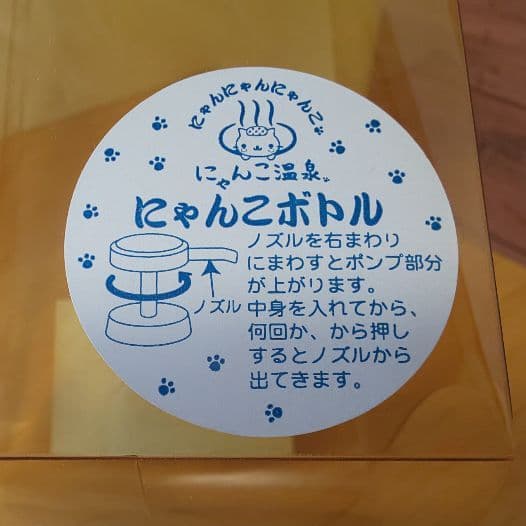 にゃんにゃんにゃんこ
にゃんこ温泉
にゃんこボトル
ノズルを右まわり
にまわすとポンプ部分
が上がります。
中身を入れてから、
何回か、から押し
するとノズルから
出てきます。
ノズル